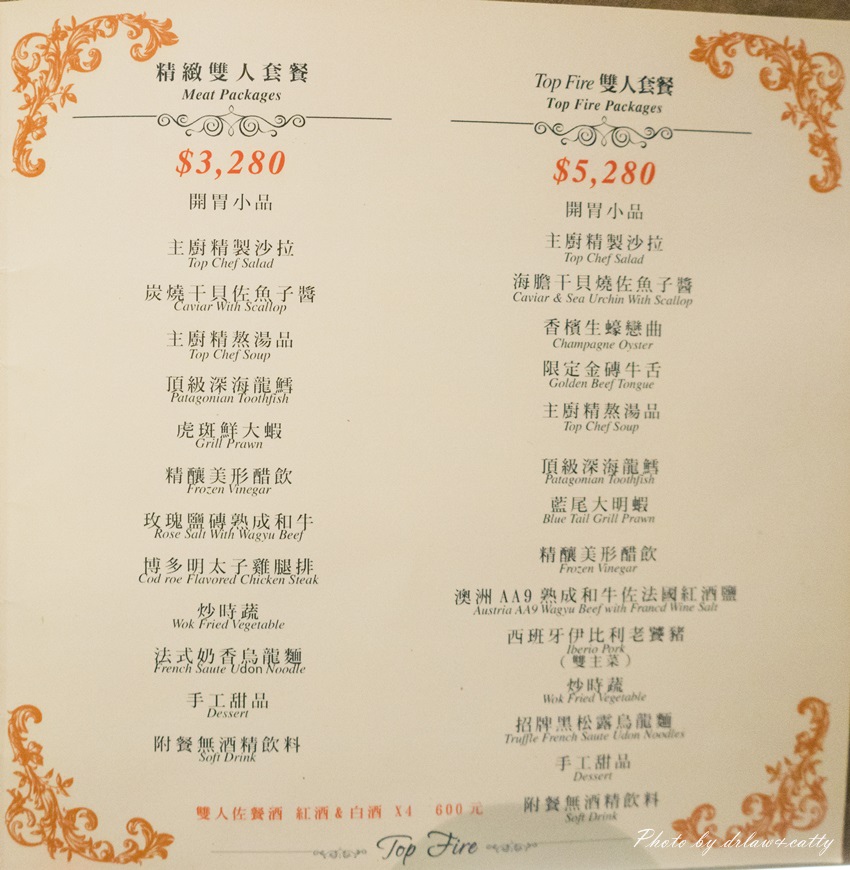 精緻雙人套餐
Meat Packages
$3,280
開胃小品
主廚精製沙拉
Top Chef Salad
炭燒干貝佐魚子醬
Caviar With Scallop
主廚精熬湯品
Top Chef Soup
頂級深海龍鱈
Patagonian Toothfish
虎斑鮮大蝦
Grill Prawn
精釀美形醋飲
Frozen Vinegar
玫瑰鹽磚熟成和牛
Rose Salt With Wagyu Beef
博多明太子雞腿排
Cod roe Flavored Chicken Steak
炒時蔬
Wok Fried Vegetable
法式奶香烏龍麵
French Saute Udon Noodle
手工甜品
Dessert
附餐無酒精飲料
Soft Drink
Top Fire 雙人套餐
Top Fire Packages
$5,280
開胃小品
主廚精製沙拉
Top Chef Salad
海膽干貝燒佐魚子醬
Caviar & Sea Urchin With Scallop
香檳生蠔戀曲
Champagne Oyster
限定金磚牛舌
Golden Beef Tongue
主廚精熬湯品
Top Chef Soup
頂級深海龍鱈
Patagonian Toothfish
藍尾大明蝦
Blue Tail Grill Prawn
精釀美形醋飲
Frozen Vinegar
澳洲 AA9 熟成和牛佐法國紅酒鹽
Austria AA9 Wagyu Beef with Francd Wine Salt
西班牙伊比利老饕豬
Iberio Pork
（雙主菜）
炒時蔬
Wok Fried Vegetable
招牌黑松露烏龍麵
Truffle French Saute Udon Noodles
手工甜品
Dessert
附餐無酒精飲料
Soft Drink
雙人佐餐酒 紅酒&白酒 X4 600元
Top Fire
Photo by drlaw4.catty